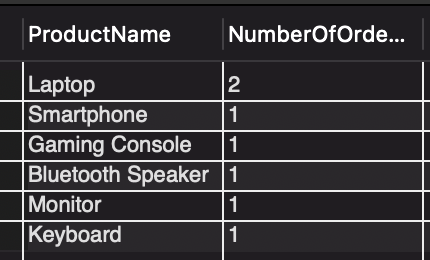 ProductName NumberOfOrde...
Laptop 2
Smartphone 1
Gaming Console 1
Bluetooth Speaker 1
Monitor 1
Keyboard 1